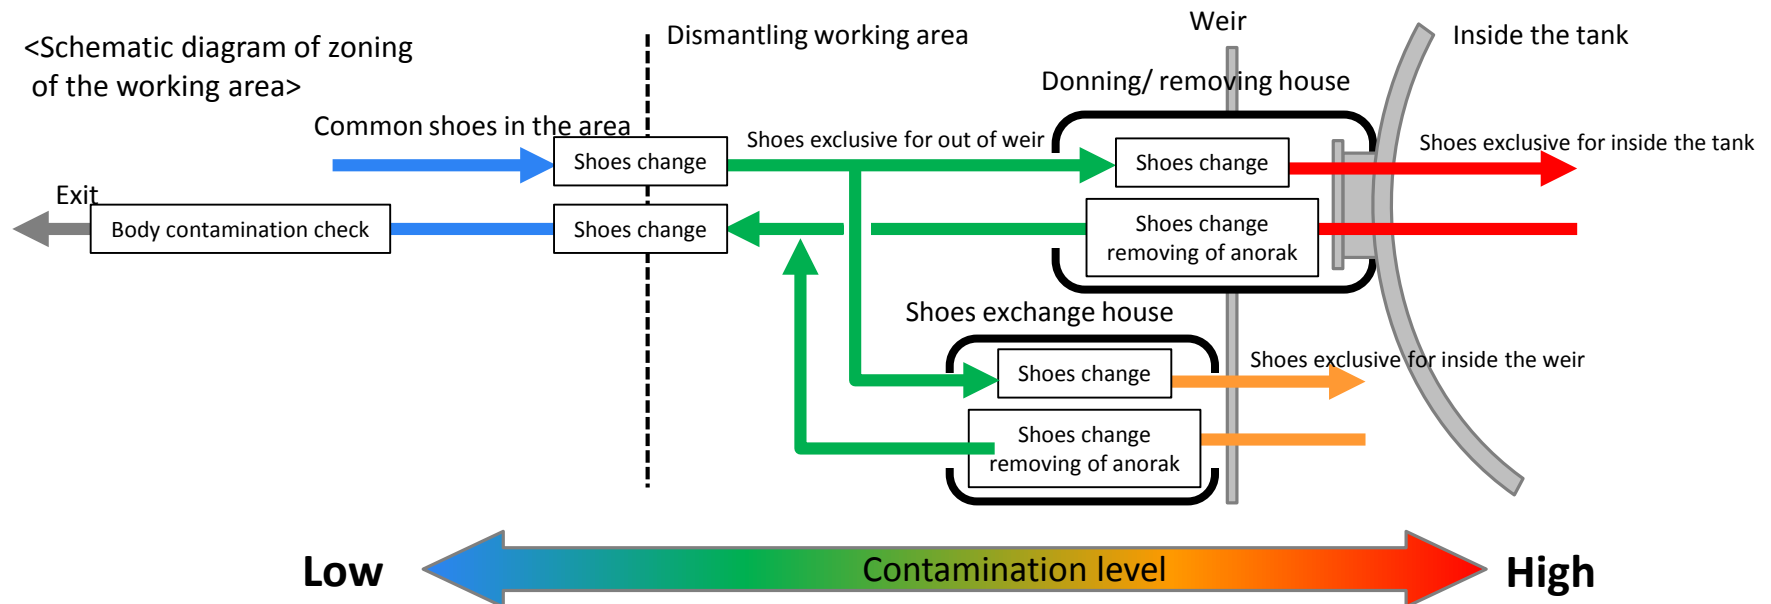 <Schematic diagram of zoning
of the working area>
Dismantling working area
Weir
Inside the tank
Donning/ removing house
Common shoes in the area
Shoes exclusive for out of weir
Shoes exclusive for inside the tank
Shoes change
Shoes change
Exit
Body contamination check
Shoes change
Shoes change
removing of anorak
Shoes exchange house
Shoes exclusive for inside the weir
Shoes change
Shoes change
removing of anorak
Low
Contamination level
High